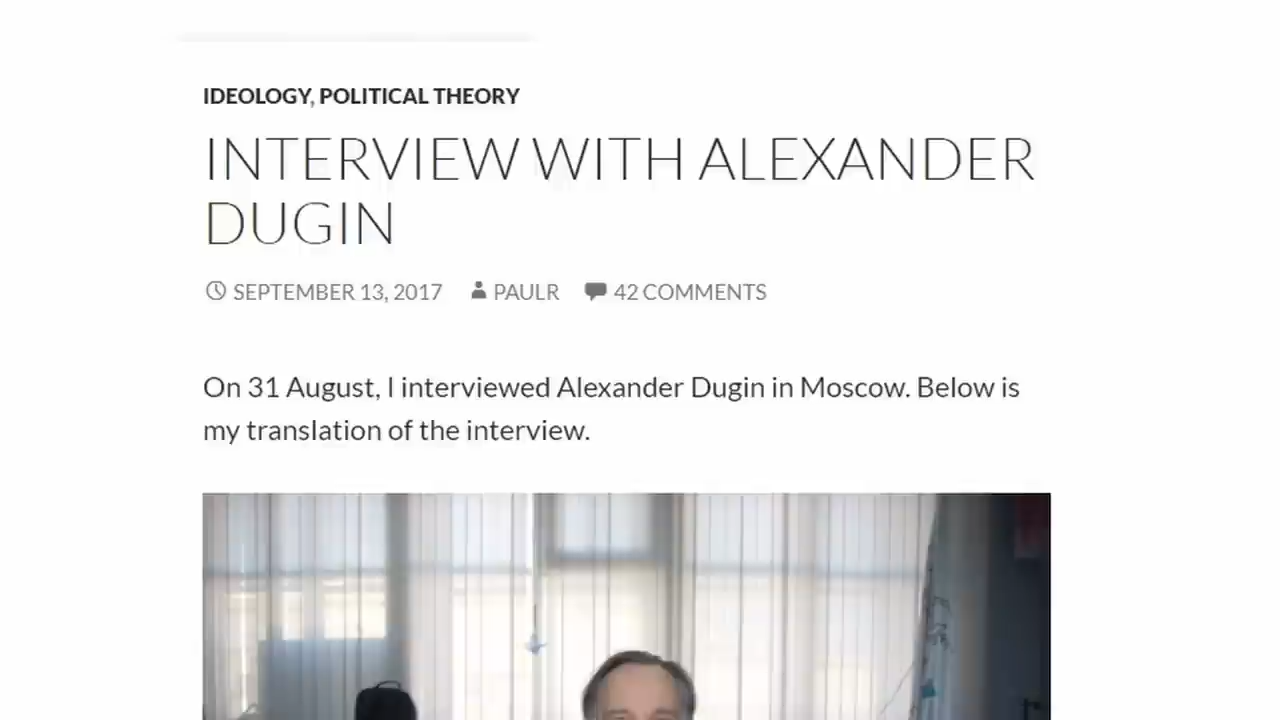 IDEOLOGY, POLITICAL THEORY
INTERVIEW WITH ALEXANDER
DUGIN
SEPTEMBER 13, 2017 PAULR 42 COMMENTS
On 31 August, I interviewed Alexander Dugin in Moscow. Below is
my translation of the interview.